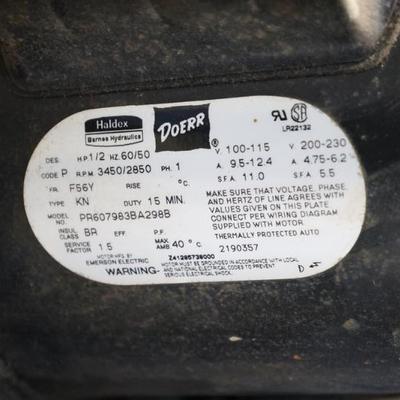 Haldex
Barnes Hydraulics
DOERR
LR22132
DES. H.P. 1/2 HZ. 60/50 V 100-115 V 200-230
CODE P R.P.M. 3450/2850 PH. 1 A 9.5-12.4 A 4.75-6.2
FR. F56Y RISE °C. S.F. A 11.0 S.F. A 5.5
TYPE KN DUTY 15 MIN.
MODEL PR607983BA298B
INSUL. CLASS BR EFF. P.F.
SERVICE FACTOR 1.5 MAX. AMB. 40°C.
MAKE SURE THAT VOLTAGE, PHASE,
AND HERTZ OF LINE AGREES WITH
VALUES GIVEN ON THIS PLATE
CONNECT PER WIRING DIAGRAM
SUPPLIED WITH MOTOR.
THERMALLY PROTECTED AUTO
2190357
MOTOR MFG. BY
EMERSON ELECTRIC
Z41285738000
WARNING- MOTOR MUST BE GROUNDED IN ACCORDANCE WITH LOCAL
AND NATIONAL ELECTRICAL CODES TO PREVENT
SERIOUS ELECTRICAL SHOCK.
D